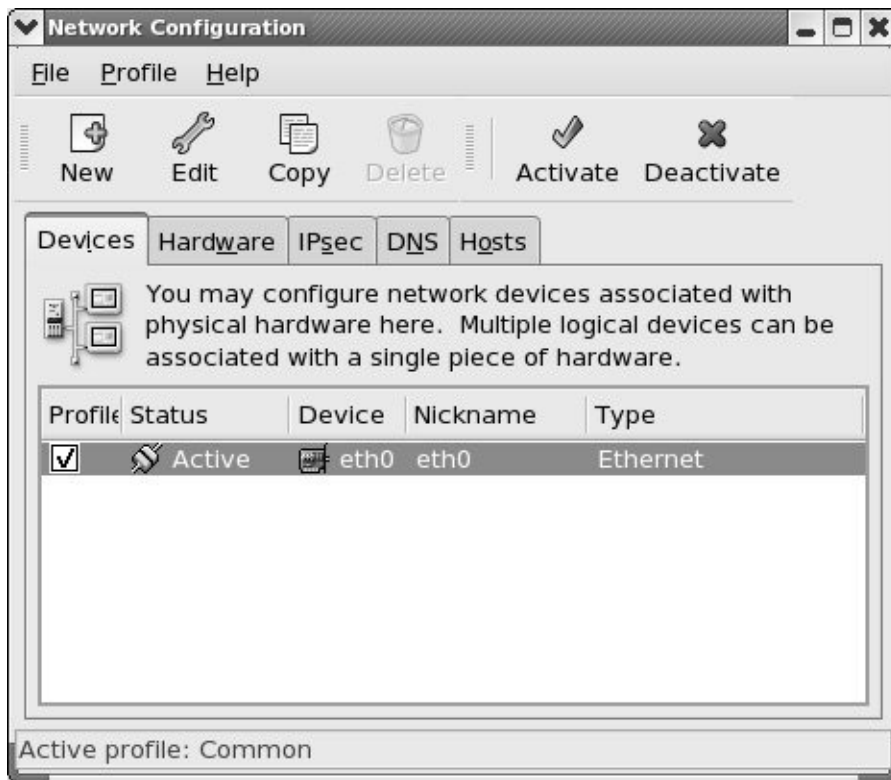 Network Configuration
File Profile Help
New Edit Copy Delete Activate Deactivate
Devices Hardware IPsec DNS Hosts
You may configure network devices associated with
physical hardware here. Multiple logical devices can be
associated with a single piece of hardware.
Profile Status Device Nickname Type
Active eth0 eth0 Ethernet
Active profile: Common